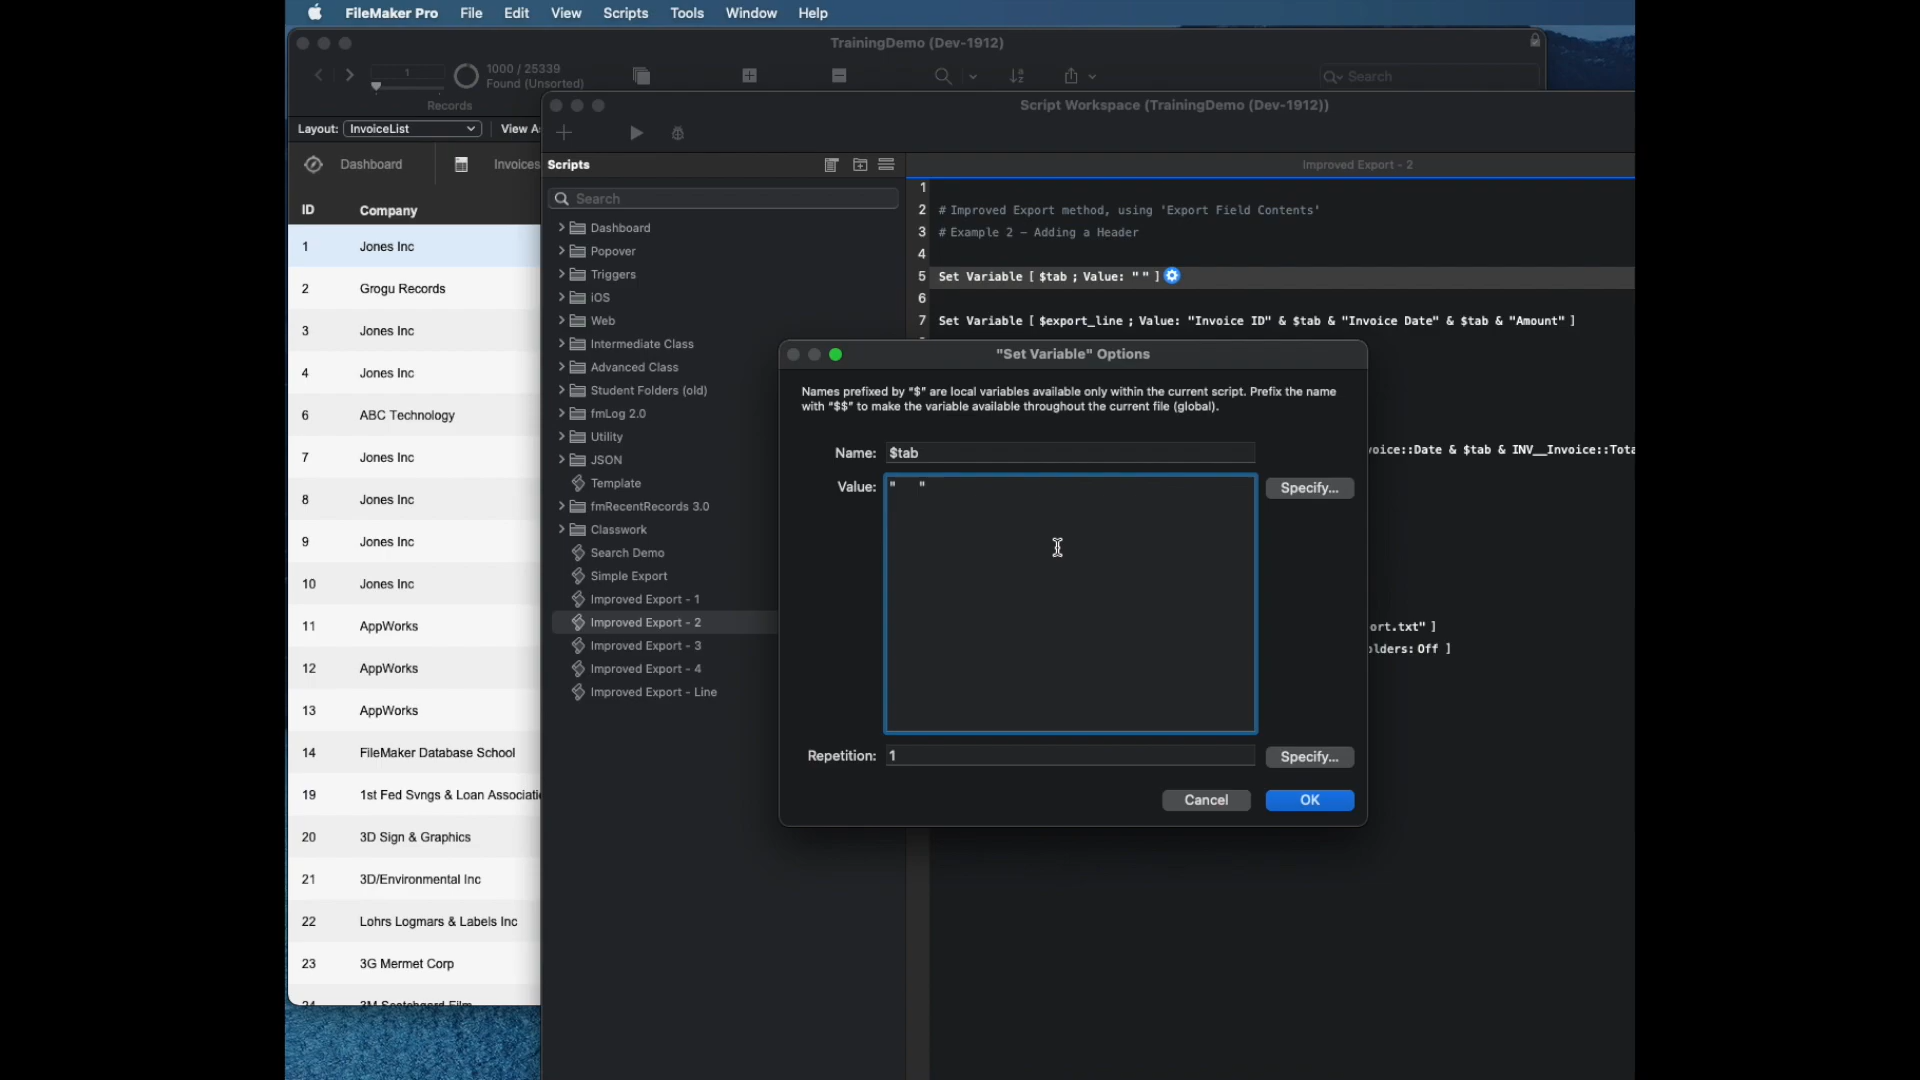 FileMaker Pro File Edit View Scripts Tools Window Help
TrainingDemo (Dev-1912)
1
1000 / 25339
Found (Unsorted)
Search
Records
Script Workspace (TrainingDemo (Dev-1912))
Layout: InvoiceList View A
Dashboard Invoices
Scripts
Improved Export - 2
ID Company
Search
1 Jones Inc
2 Grogu Records
3 Jones Inc
4 Jones Inc
6 ABC Technology
7 Jones Inc
8 Jones Inc
9 Jones Inc
10 Jones Inc
11 AppWorks
12 AppWorks
13 AppWorks
14 FileMaker Database School
19 1st Fed Svngs & Loan Associati
20 3D Sign & Graphics
21 3D/Environmental Inc
22 Lohrs Logmars & Labels Inc
23 3G Mermet Corp
24 3M Scotchgard Film
Dashboard
Popover
Triggers
iOS
Web
Intermediate Class
Advanced Class
Student Folders (old)
fmLog 2.0
Utility
JSON
Template
fmRecentRecords 3.0
Classwork
Search Demo
Simple Export
Improved Export - 1
Improved Export - 2
Improved Export - 3
Improved Export - 4
Improved Export - Line
1
2 # Improved Export method, using 'Export Field Contents'
3 # Example 2 - Adding a Header
4
5 Set Variable [ $tab ; Value: " " ]
6
7 Set Variable [ $export_line ; Value: "Invoice ID" & $tab & "Invoice Date" & $tab & "Amount" ]
voice::Date & $tab & INV__Invoice::Tota
ort.txt" ]
lders: Off ]
"Set Variable" Options
Names prefixed by "$" are local variables available only within the current script. Prefix the name
with "$$" to make the variable available throughout the current file (global).
Name: $tab
Value: " "
Specify...
Repetition: 1
Specify...
Cancel OK